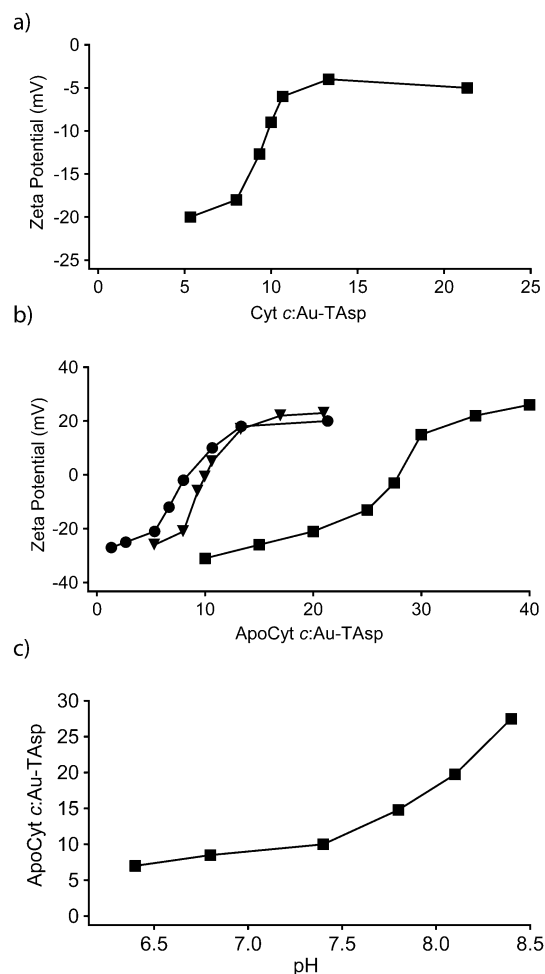 a)
Zeta Potential (mV)
0
-5
-10
-15
-20
-25
0 5 10 15 20 25
Cyt c:Au-TAsp
b)
Zeta Potential (mV)
40
20
0
-20
-40
0 10 20 30 40
ApoCyt c:Au-TAsp
c)
ApoCyt c:Au-TAsp
30
25
20
15
10
5
0
6.5 7.0 7.5 8.0 8.5
pH